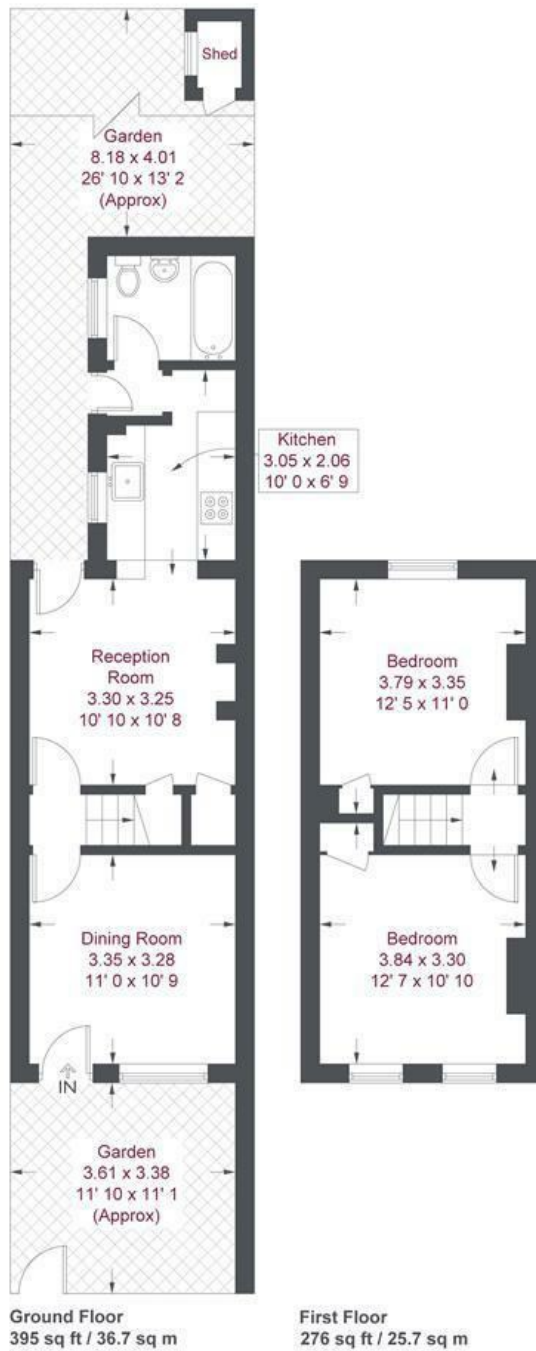 Shed
Garden
8.18 x 4.01
26' 10 x 13' 2
(Approx)
Kitchen
3.05 x 2.06
10' 0 x 6' 9
Reception
Room
3.30 x 3.25
10' 10 x 10' 8
Bedroom
3.79 x 3.35
12' 5 x 11' 0
Dining Room
3.35 x 3.28
11' 0 x 10' 9
Bedroom
3.84 x 3.30
12' 7 x 10' 10
IN
Garden
3.61 x 3.38
11' 10 x 11' 1
(Approx)
Ground Floor
395 sq ft / 36.7 sq m
First Floor
276 sq ft / 25.7 sq m